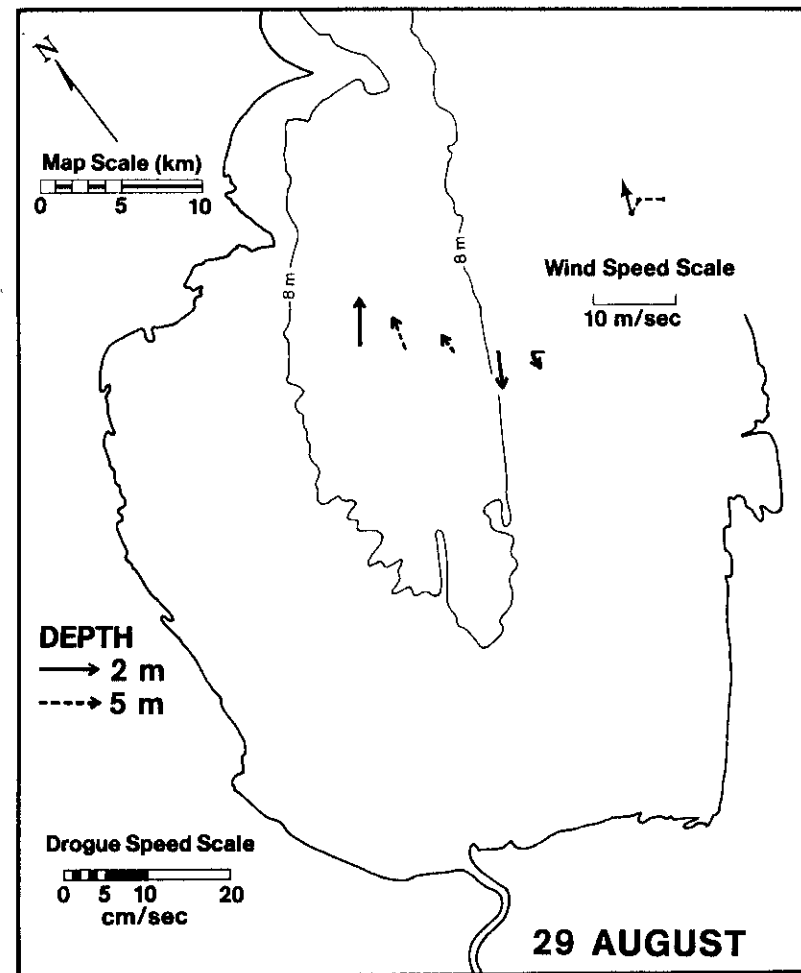 N
Map Scale (km)
0 5 10
8 m
8 m
Wind Speed Scale
10 m/sec
DEPTH
2 m
5 m
Drogue Speed Scale
0 5 10 20
cm/sec
29 AUGUST